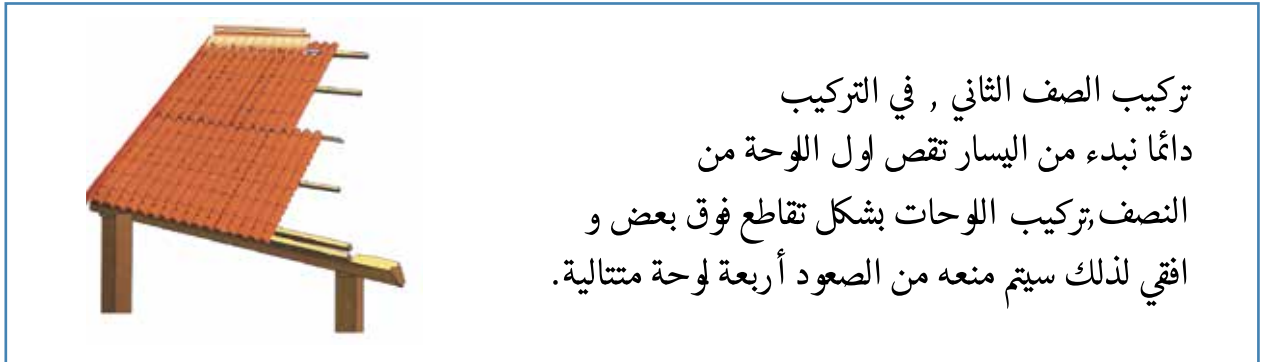 تركيب الصف الثاني , في التركيب
دائمًا نبدء من اليسار تقص اول اللوحة من
النصف,تركيب اللوحات بشكل تقاطع فوق بعض و
افقي لذلك سيتم منعه من الصعود أربعة لوحة متتالية.